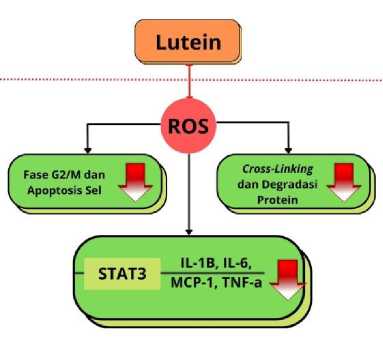 Lutein
ROS
Fase G2/M dan
Apoptosis Sel
Cross-Linking
dan Degradasi
Protein
STAT3
IL-1B, IL-6,
MCP-1, TNF-a